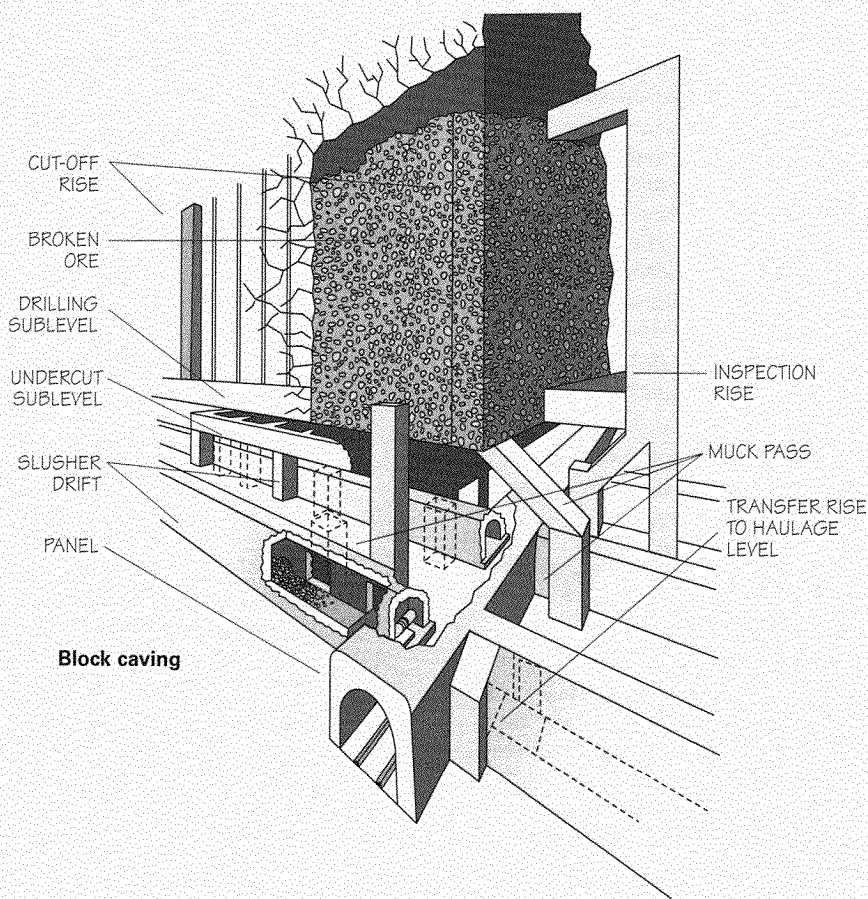 CUT-OFF
RISE
BROKEN
ORE
DRILLING
SUBLEVEL
UNDERCUT
SUBLEVEL
SLUSHER
DRIFT
PANEL
INSPECTION
RISE
MUCK PASS
TRANSFER RISE
TO HAULAGE
LEVEL
Block caving